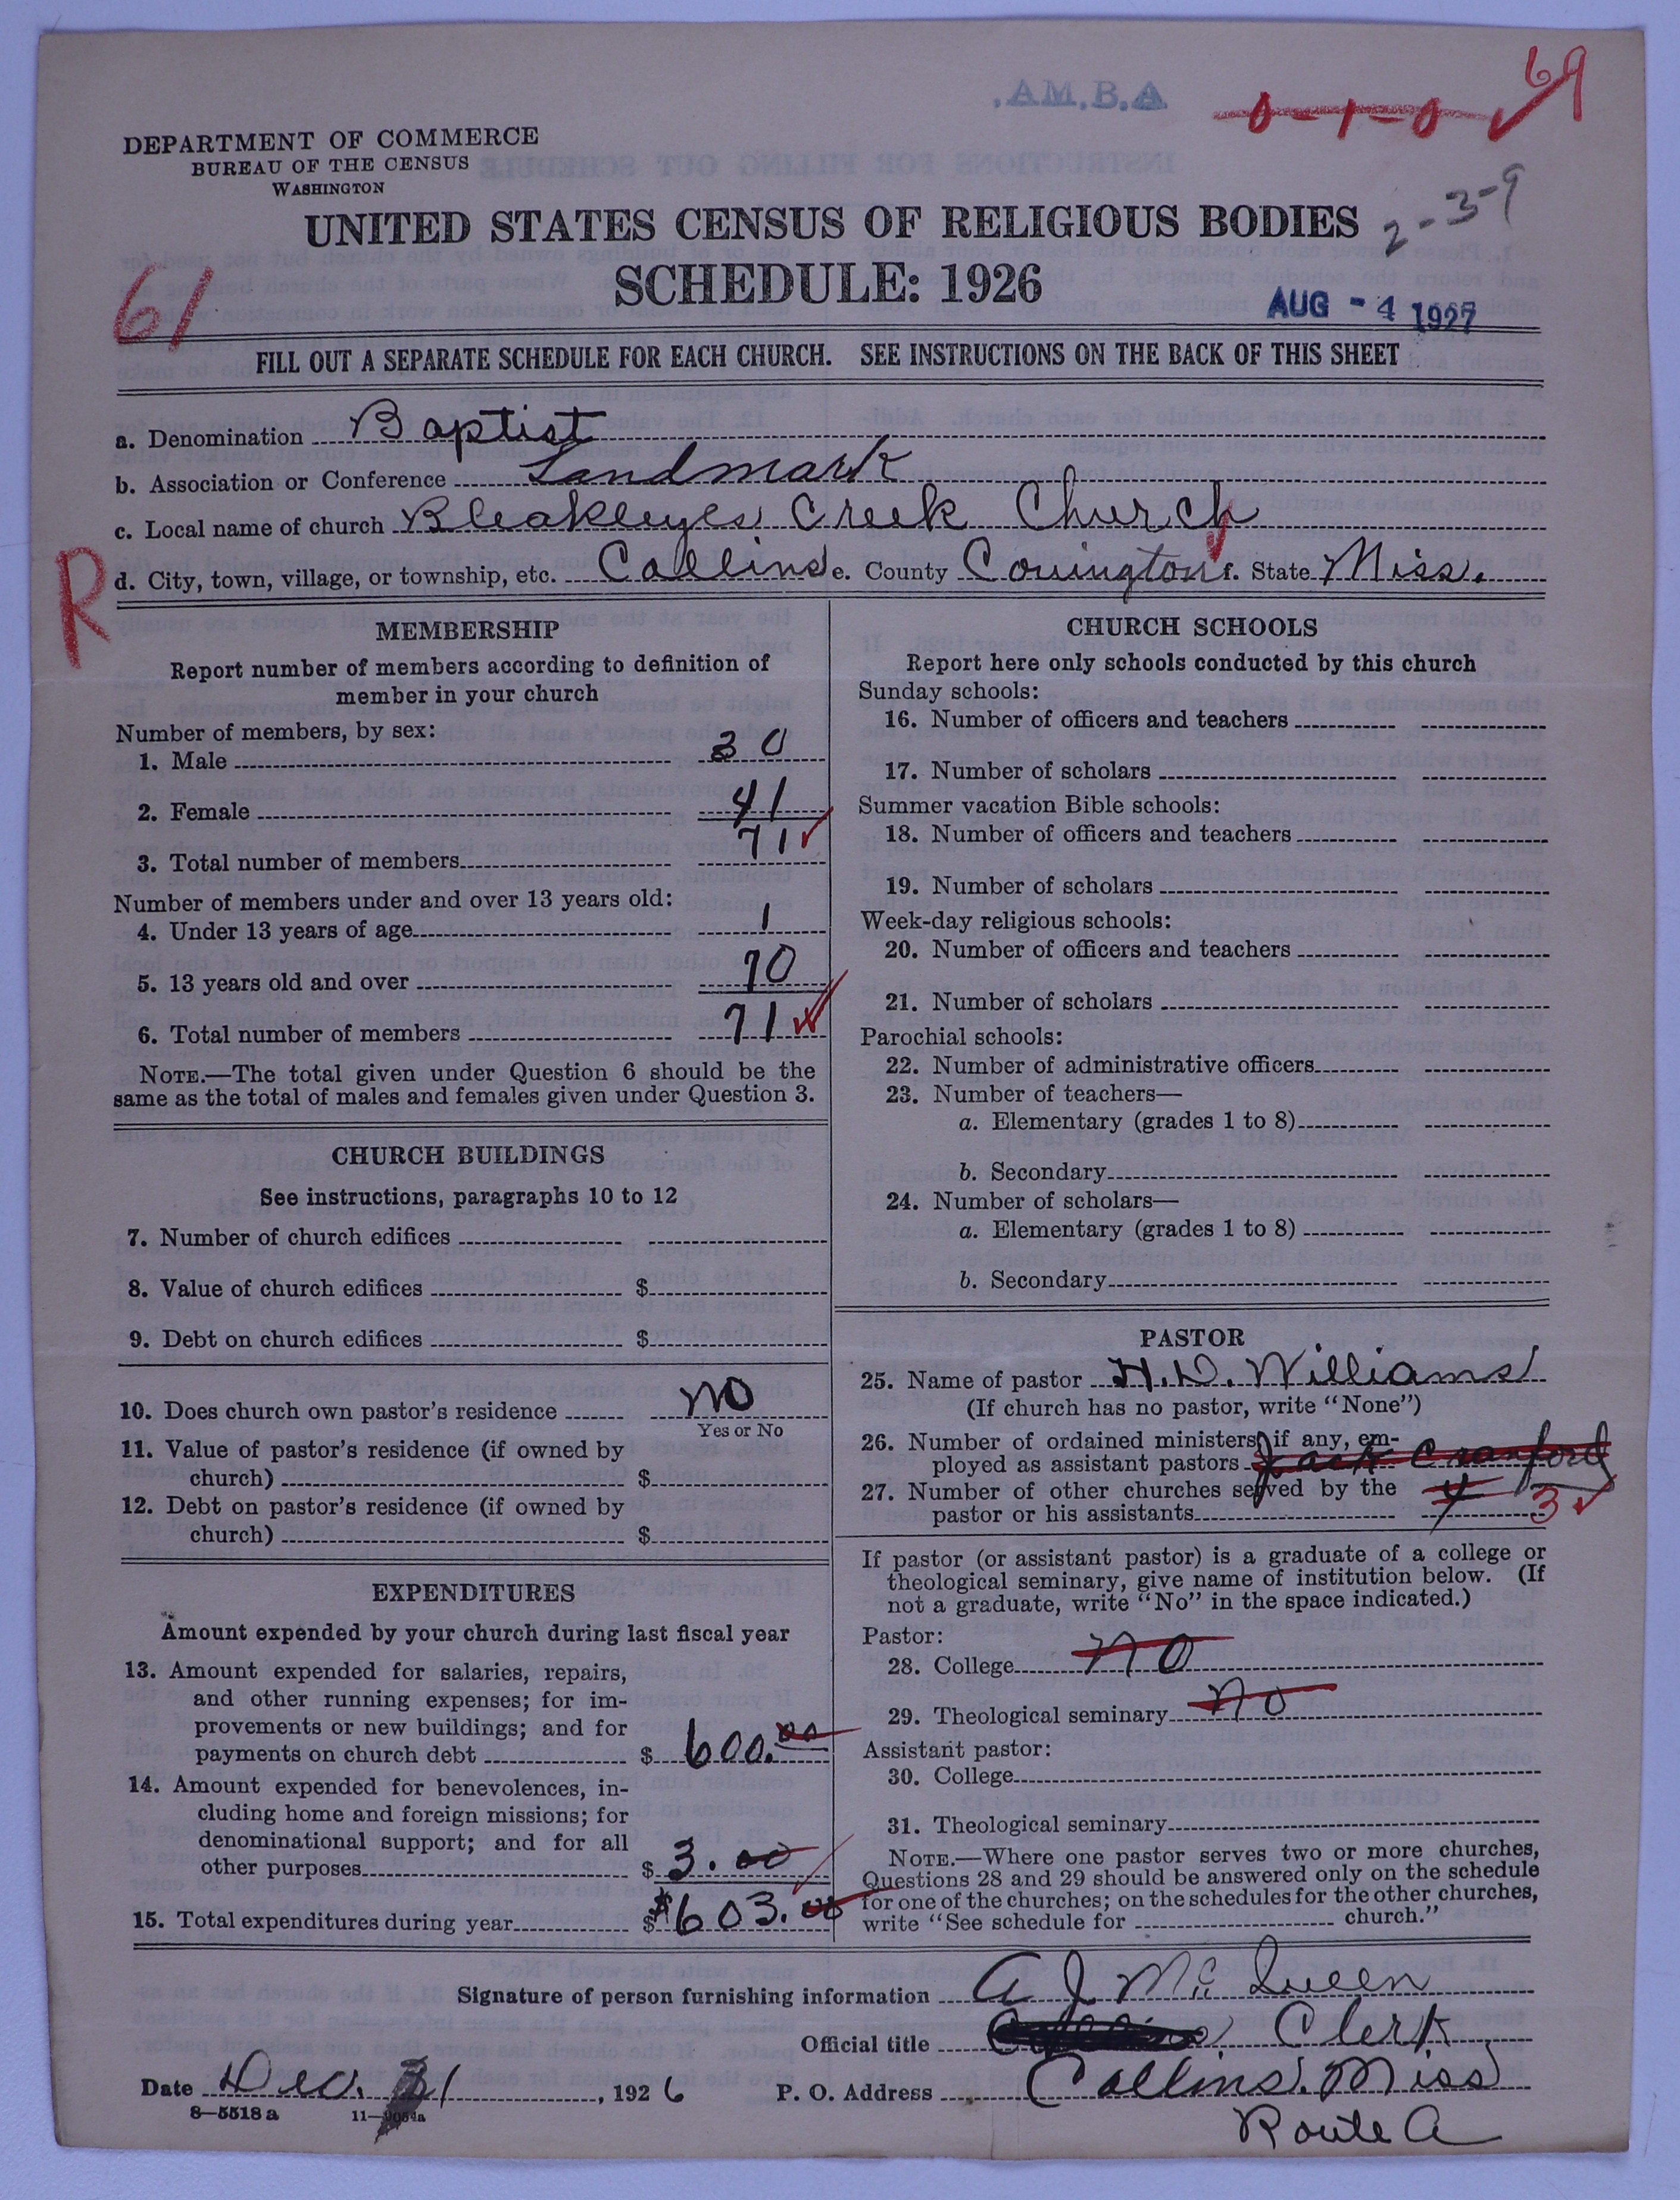 A.B.M.A.
0-1-0
69
DEPARTMENT OF COMMERCE
BUREAU OF THE CENSUS
WASHINGTON
UNITED STATES CENSUS OF RELIGIOUS BODIES
2-3-9
SCHEDULE: 1926
61
AUG - 4 1927
FILL OUT A SEPARATE SCHEDULE FOR EACH CHURCH. SEE INSTRUCTIONS ON THE BACK OF THIS SHEET
a. Denomination Baptist
b. Association or Conference Landmark
c. Local name of church Bleakleyes Creek Church
R
d. City, town, village, or township, etc. Collins e. County Covington f. State Miss.
MEMBERSHIP
Report number of members according to definition of
member in your church
Number of members, by sex:
1. Male 30
2. Female 41
3. Total number of members 71
Number of members under and over 13 years old:
4. Under 13 years of age 1
5. 13 years old and over 70
6. Total number of members 71
NOTE.—The total given under Question 6 should be the
same as the total of males and females given under Question 3.
CHURCH BUILDINGS
See instructions, paragraphs 10 to 12
7. Number of church edifices
8. Value of church edifices $
9. Debt on church edifices $
10. Does church own pastor's residence no
Yes or No
11. Value of pastor's residence (if owned by
church) $
12. Debt on pastor's residence (if owned by
church) $
EXPENDITURES
Amount expended by your church during last fiscal year
13. Amount expended for salaries, repairs,
and other running expenses; for im-
provements or new buildings; and for
payments on church debt $ 600.00
14. Amount expended for benevolences, in-
cluding home and foreign missions; for
denominational support; and for all
other purposes $ 3.00
15. Total expenditures during year $ $603.00
CHURCH SCHOOLS
Report here only schools conducted by this church
Sunday schools:
16. Number of officers and teachers
17. Number of scholars
Summer vacation Bible schools:
18. Number of officers and teachers
19. Number of scholars
Week-day religious schools:
20. Number of officers and teachers
21. Number of scholars
Parochial schools:
22. Number of administrative officers
23. Number of teachers—
a. Elementary (grades 1 to 8)
b. Secondary
24. Number of scholars—
a. Elementary (grades 1 to 8)
b. Secondary
PASTOR
25. Name of pastor H. D. Williams
(If church has no pastor, write "None")
26. Number of ordained ministers, if any, em-
ployed as assistant pastors Jack Cranford
27. Number of other churches served by the 4
pastor or his assistants 3
If pastor (or assistant pastor) is a graduate of a college or
theological seminary, give name of institution below. (If
not a graduate, write "No" in the space indicated.)
Pastor:
28. College no
29. Theological seminary no
Assistant pastor:
30. College
31. Theological seminary
NOTE.—Where one pastor serves two or more churches,
Questions 28 and 29 should be answered only on the schedule
for one of the churches; on the schedules for the other churches,
write "See schedule for church."
Signature of person furnishing information A J McQueen
Official title Clerk
Date Dec. 31, 1926 P. O. Address Collins, Miss
8—5518 a 11—9054a
Route A